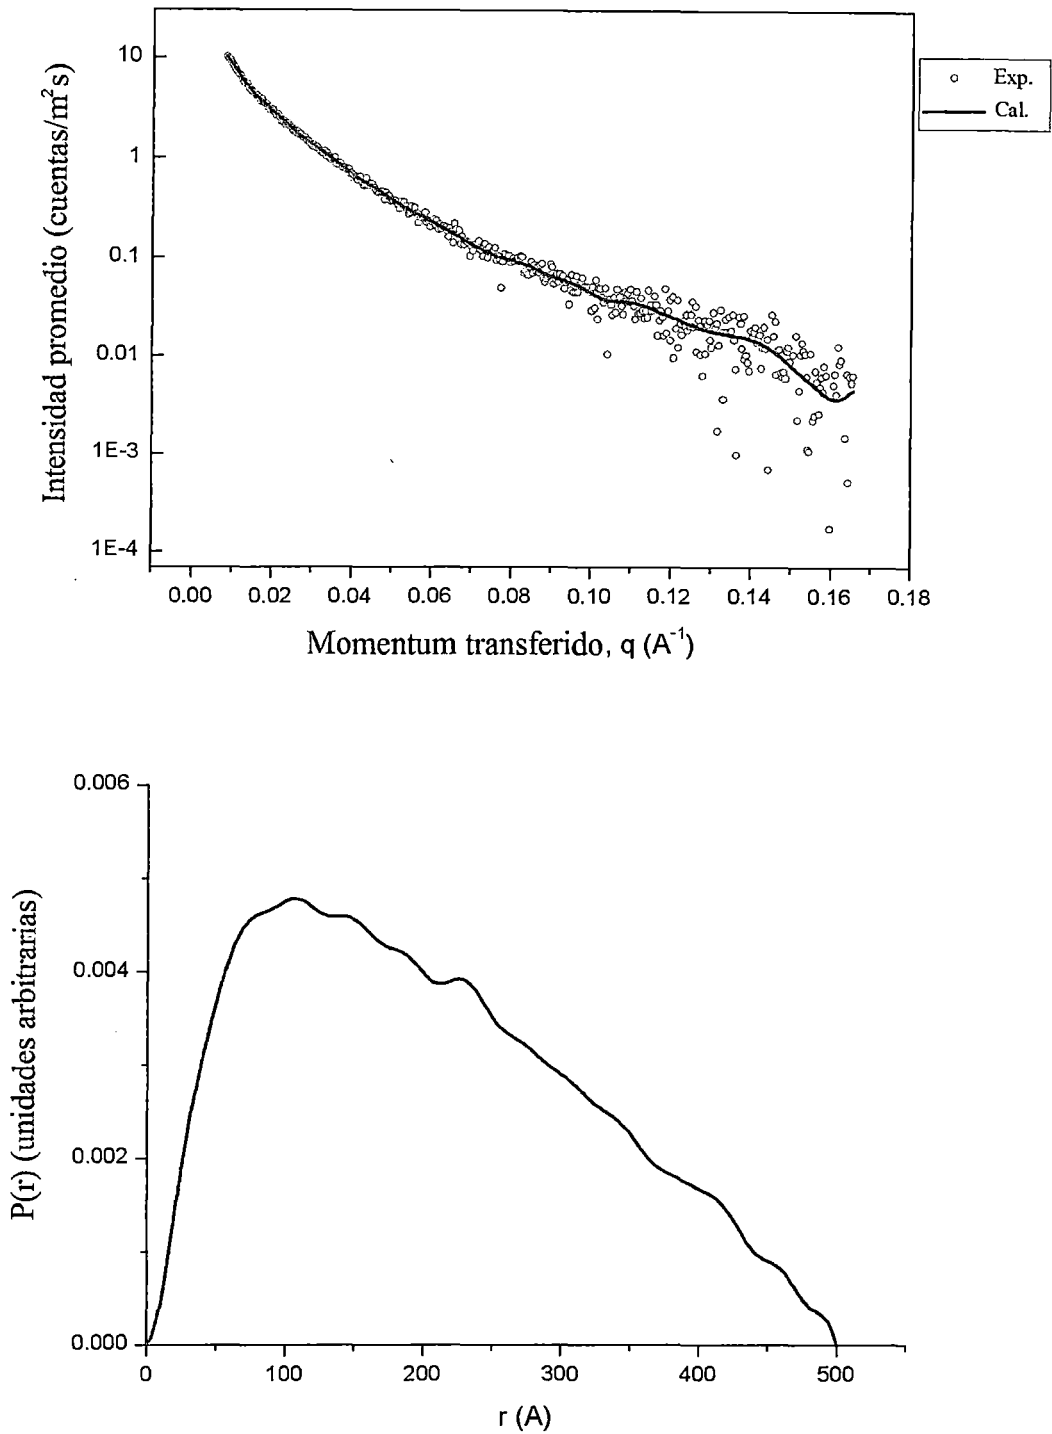 10
1
0.1
0.01
1E-3
1E-4
Intensidad promedio (cuentas/m²s)
0.00 0.02 0.04 0.06 0.08 0.10 0.12 0.14 0.16 0.18
Momentum transferido, q (A⁻¹)
Exp.
Cal.
0.006
0.004
0.002
0.000
P(r) (unidades arbitrarias)
0 100 200 300 400 500
r (A)